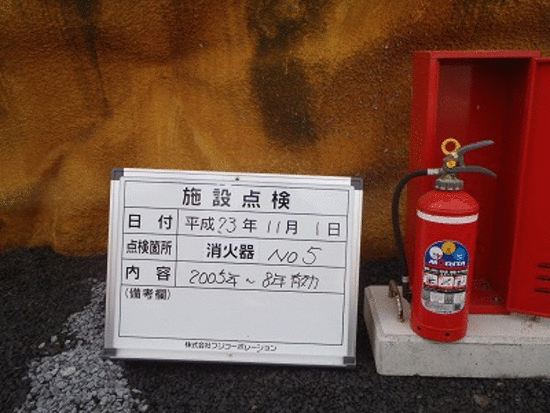 施設点検
日付 平成23年11月1日
点検箇所 消火器 No 5
内容 2005年～8年有効
(備考欄)
株式会社フジコーポレーション